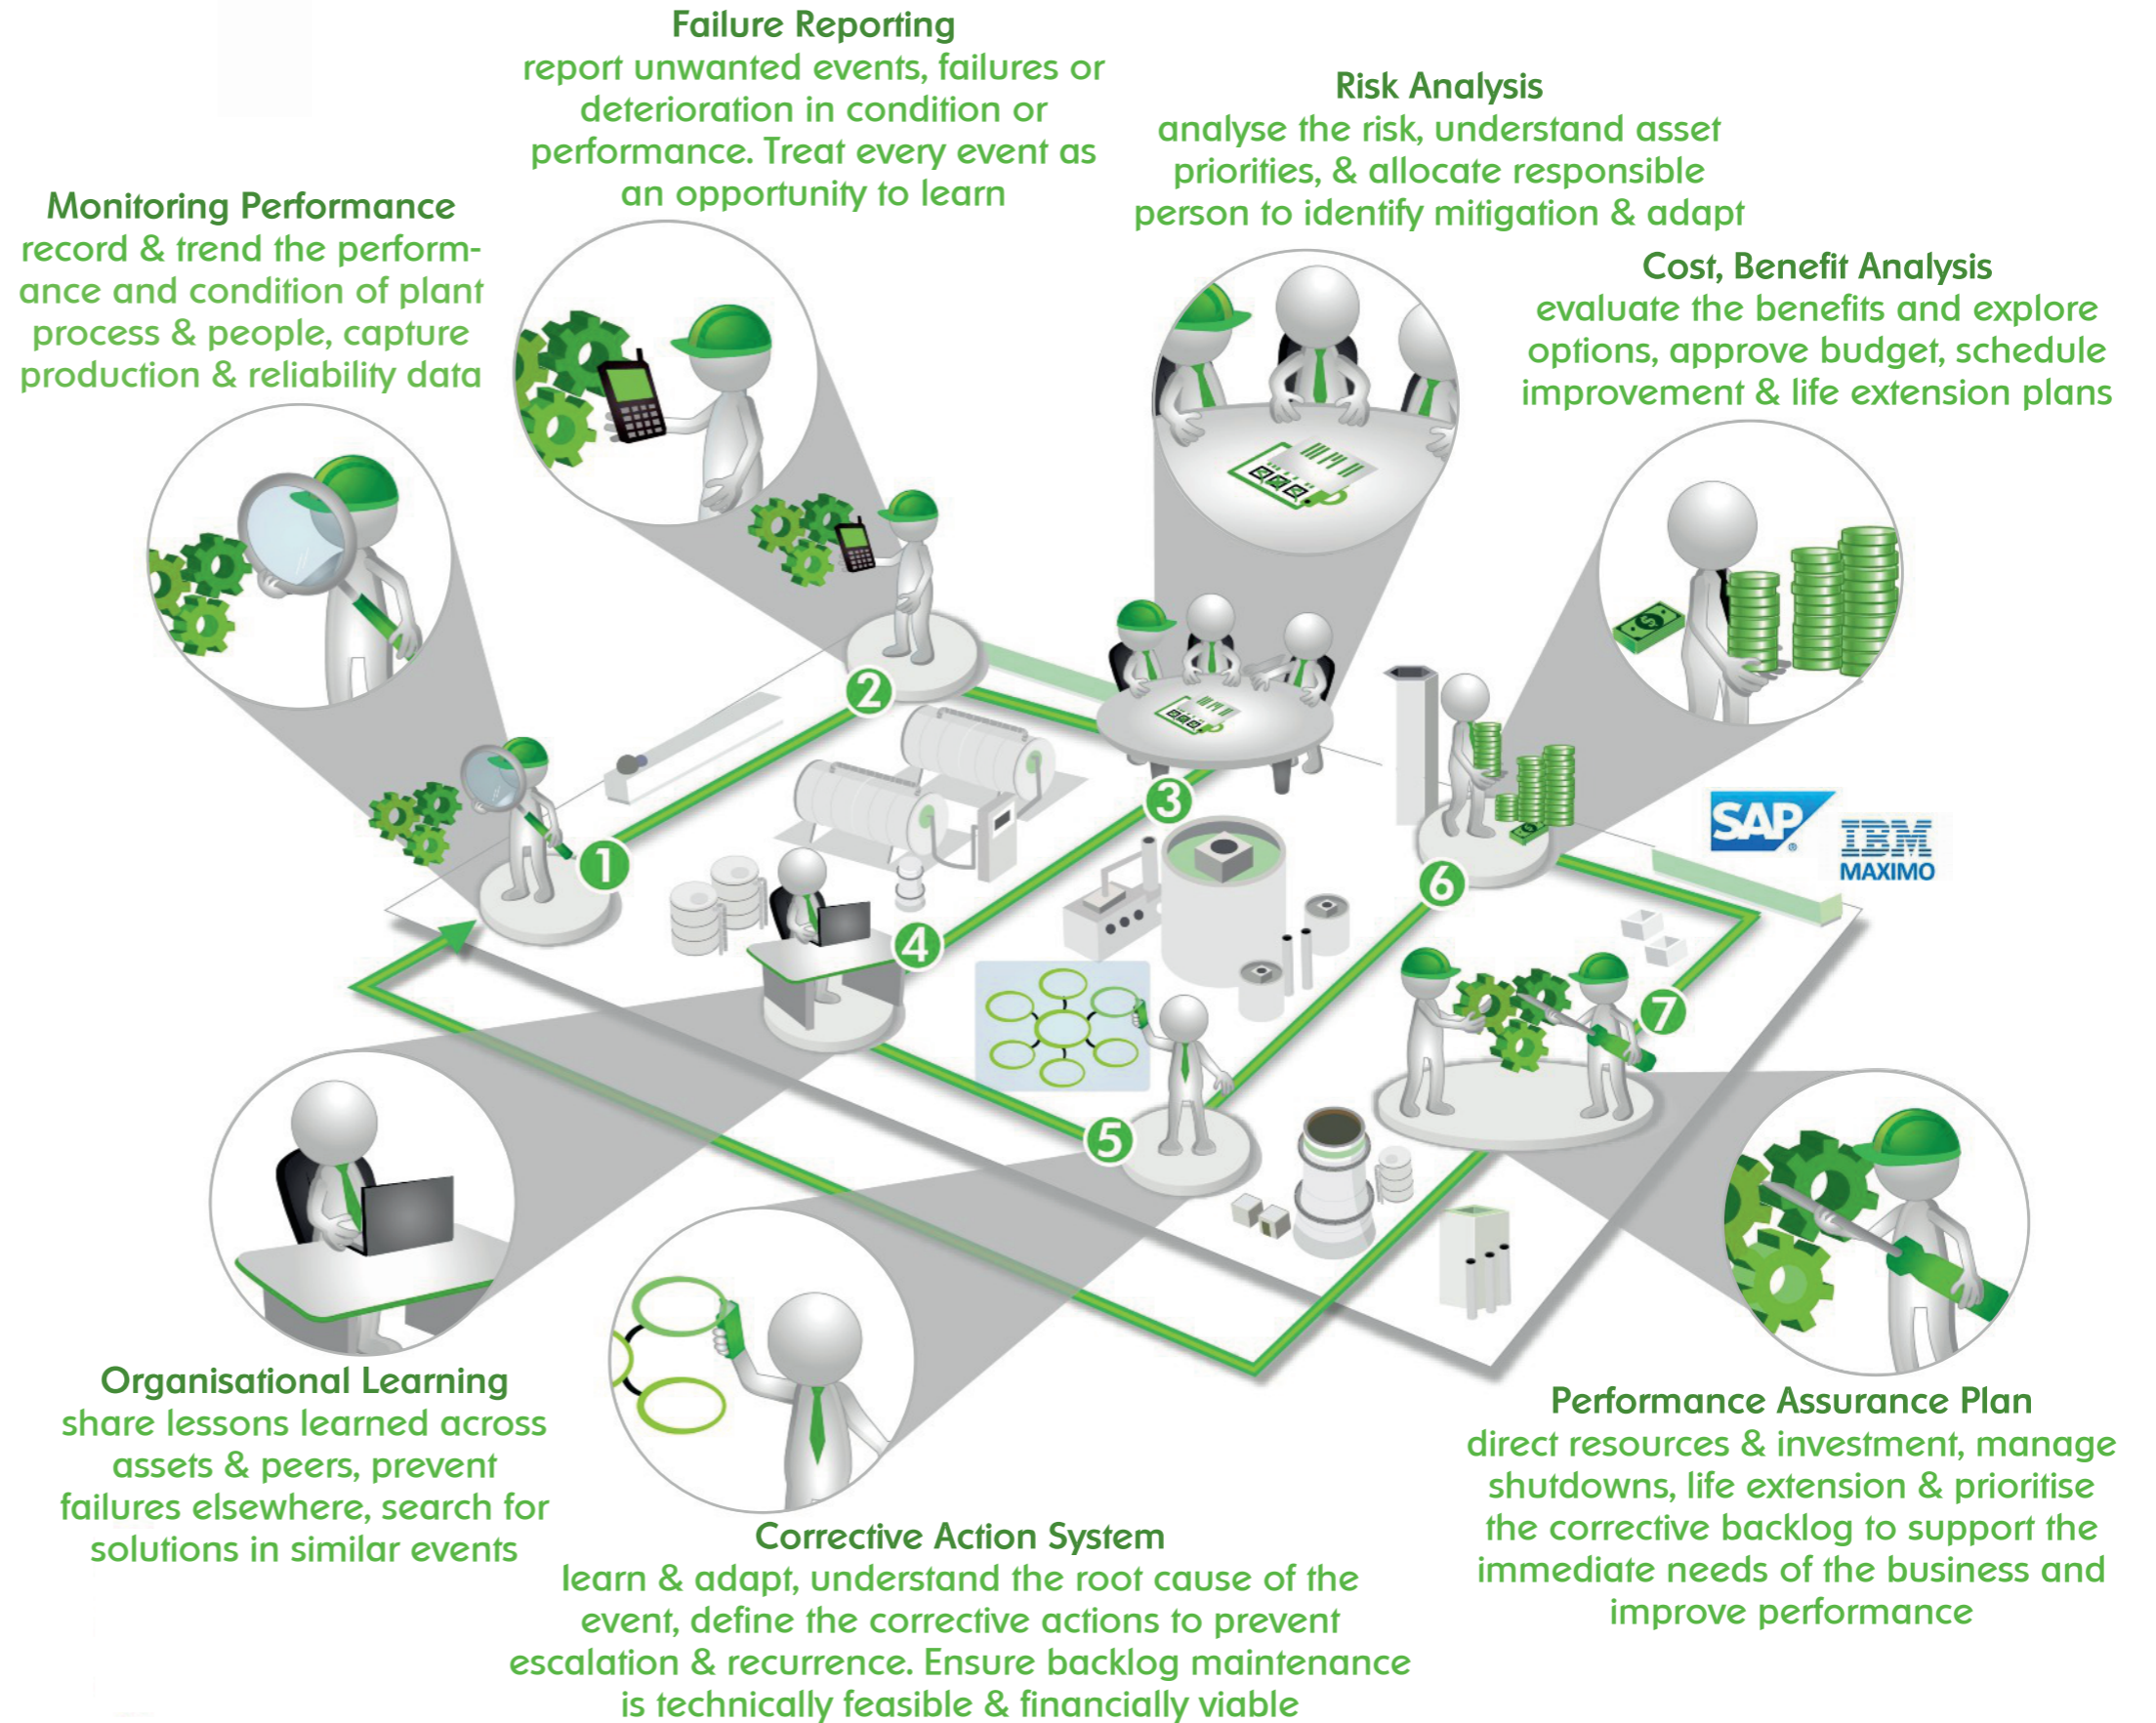 Failure Reporting
report unwanted events, failures or
deterioration in condition or
performance. Treat every event as
an opportunity to learn
Risk Analysis
analyse the risk, understand asset
priorities, & allocate responsible
person to identify mitigation & adapt
Monitoring Performance
record & trend the perform-
ance and condition of plant
process & people, capture
production & reliability data
Cost, Benefit Analysis
evaluate the benefits and explore
options, approve budget, schedule
improvement & life extension plans
2
1
3
SAP®
IBM
MAXIMO
6
4
7
5
Organisational Learning
share lessons learned across
assets & peers, prevent
failures elsewhere, search for
solutions in similar events
Corrective Action System
learn & adapt, understand the root cause of the
event, define the corrective actions to prevent
escalation & recurrence. Ensure backlog maintenance
is technically feasible & financially viable
Performance Assurance Plan
direct resources & investment, manage
shutdowns, life extension & prioritise
the corrective backlog to support the
immediate needs of the business and
improve performance